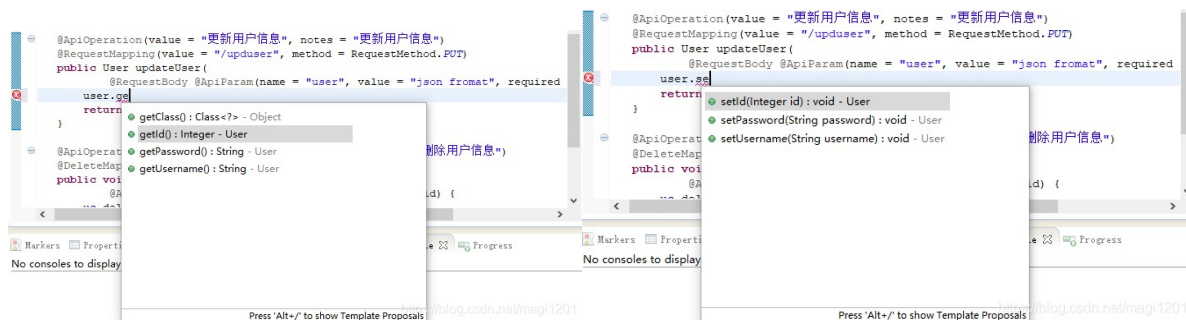 @ApiOperation(value = "更新用户信息", notes = "更新用户信息")
@RequestMapping(value = "/upduser", method = RequestMethod.PUT)
public User updateUser(
@RequestBody @ApiParam(name = "user", value = "json fromat", required
user.ge
return
}
getClass() : Class<?> - Object
getId() : Integer - User
getPassword() : String - User
getUsername() : String - User
@ApiOperat
删除用户信息")
@DeleteMap
public voi
@A
id) {
Markers Properti
e Progress
No consoles to display
Press 'Alt+/' to show Template Proposals
@ApiOperation(value = "更新用户信息", notes = "更新用户信息")
@RequestMapping(value = "/upduser", method = RequestMethod.PUT)
public User updateUser(
@RequestBody @ApiParam(name = "user", value = "json fromat", required
user.se
return
}
setId(Integer id) : void - User
setPassword(String password) : void - User
setUsername(String username) : void - User
@ApiOperat
删除用户信息")
@DeleteMap
public voi
@A
id) {
Markers Properti
e Progress
No consoles to display
Press 'Alt+/' to show Template Proposals
https://blog.csdn.net/magi1201